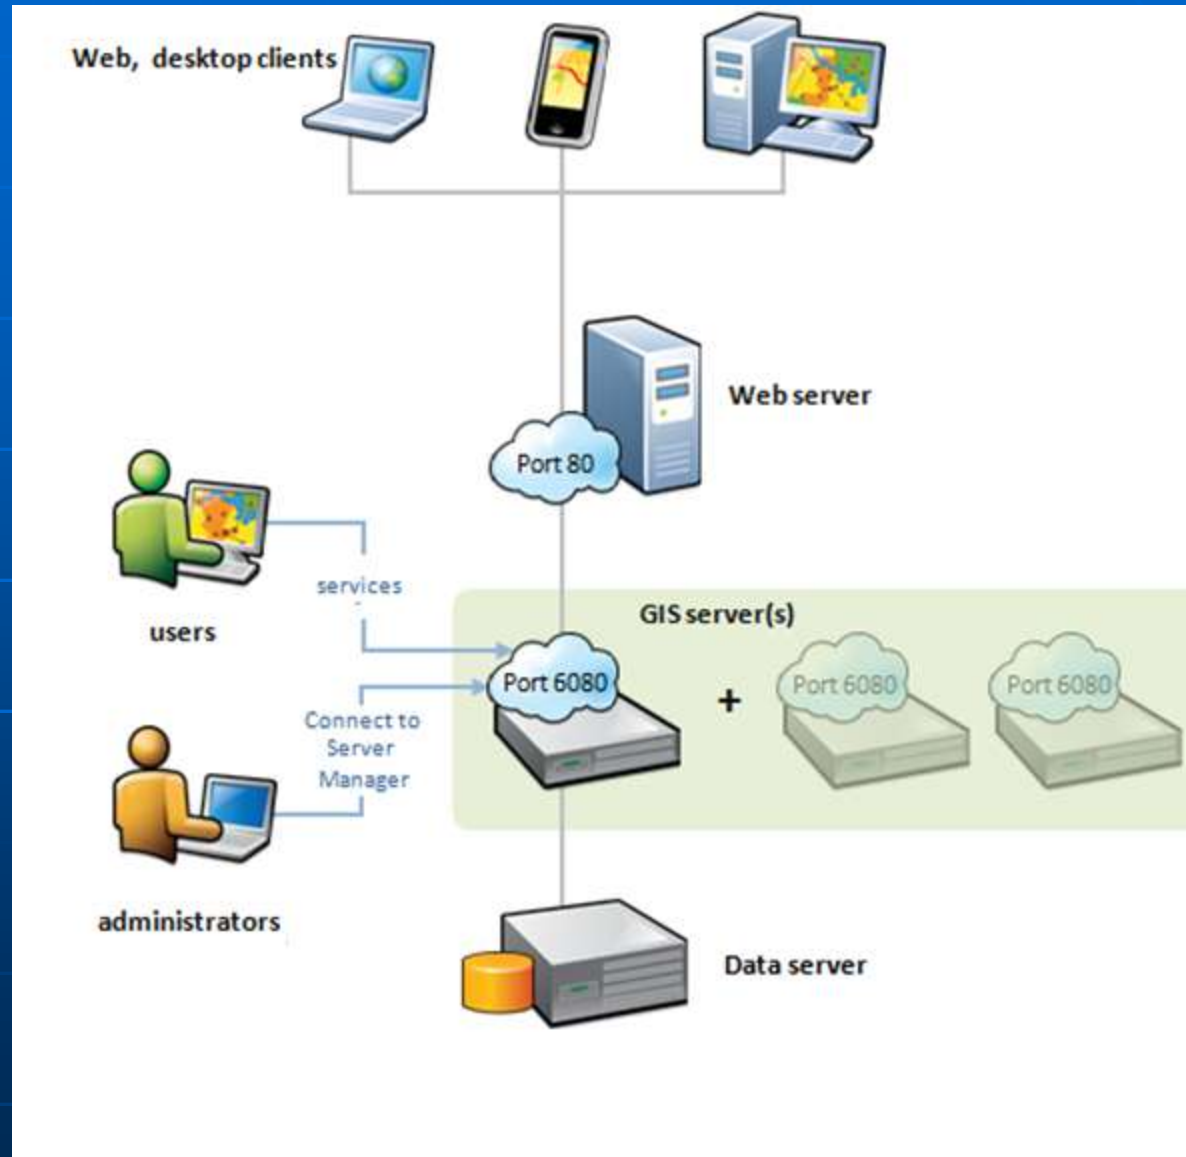 Web, desktop clients
Web server
Port 80
services
users
GIS server(s)
Port 6080
+
Port 6080
Port 6080
Connect to
Server
Manager
administrators
Data server